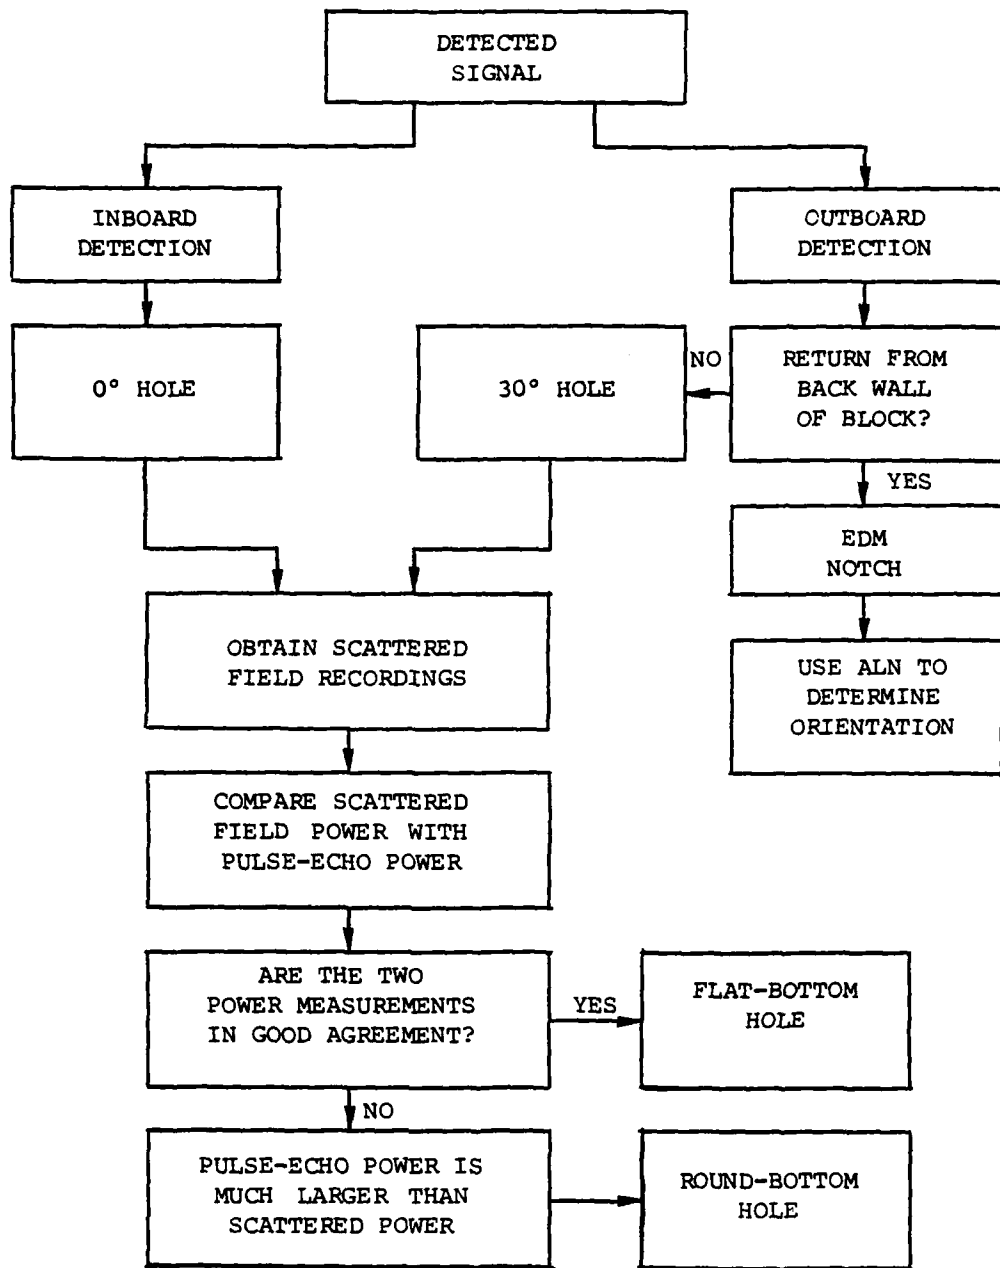 DETECTED
SIGNAL
INBOARD
DETECTION
OUTBOARD
DETECTION
0° HOLE
30° HOLE
NO
RETURN FROM
BACK WALL
OF BLOCK?
YES
EDM
NOTCH
USE ALN TO
DETERMINE
ORIENTATION
OBTAIN SCATTERED
FIELD RECORDINGS
COMPARE SCATTERED
FIELD POWER WITH
PULSE-ECHO POWER
ARE THE TWO
POWER MEASUREMENTS
IN GOOD AGREEMENT?
YES
FLAT-BOTTOM
HOLE
NO
PULSE-ECHO POWER IS
MUCH LARGER THAN
SCATTERED POWER
ROUND-BOTTOM
HOLE